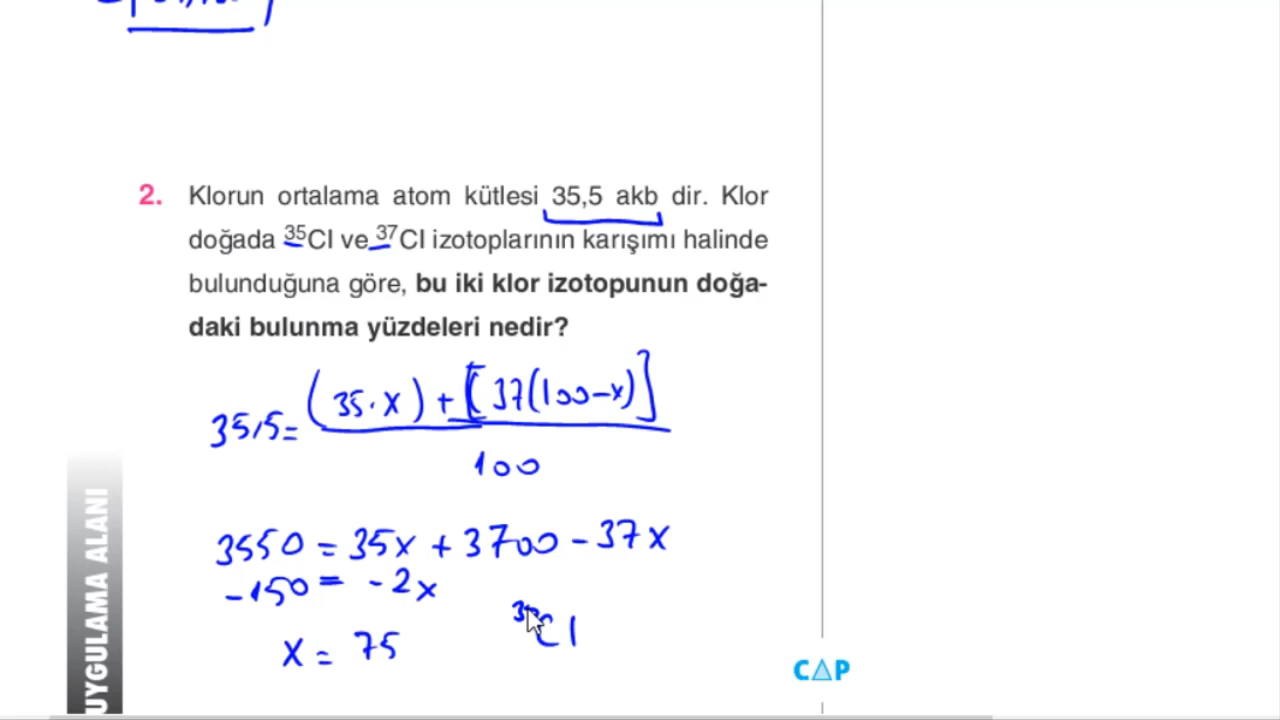 2. Klorun ortalama atom kütlesi 35,5 akb dir. Klor
doğada ³⁵Cl ve ³⁷Cl izotoplarının karışımı halinde
bulunduğuna göre, bu iki klor izotopunun doğa-
daki bulunma yüzdeleri nedir?
35,5 = (35·x) + [37(100-x)]
100
3550 = 35x + 3700 - 37x
-150 = -2x
x = 75
Cl
UYGULAMA ALANI
CAP